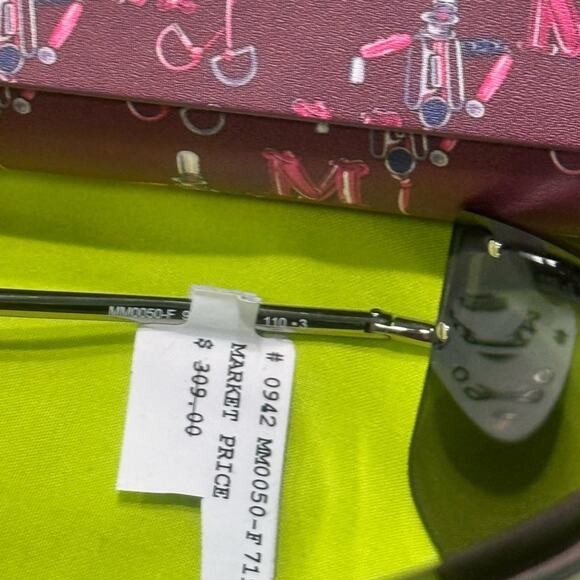 M
MM0050-F
110 •3
# 0942 MM0050-F 71
MARKET PRICE
$ 309.00